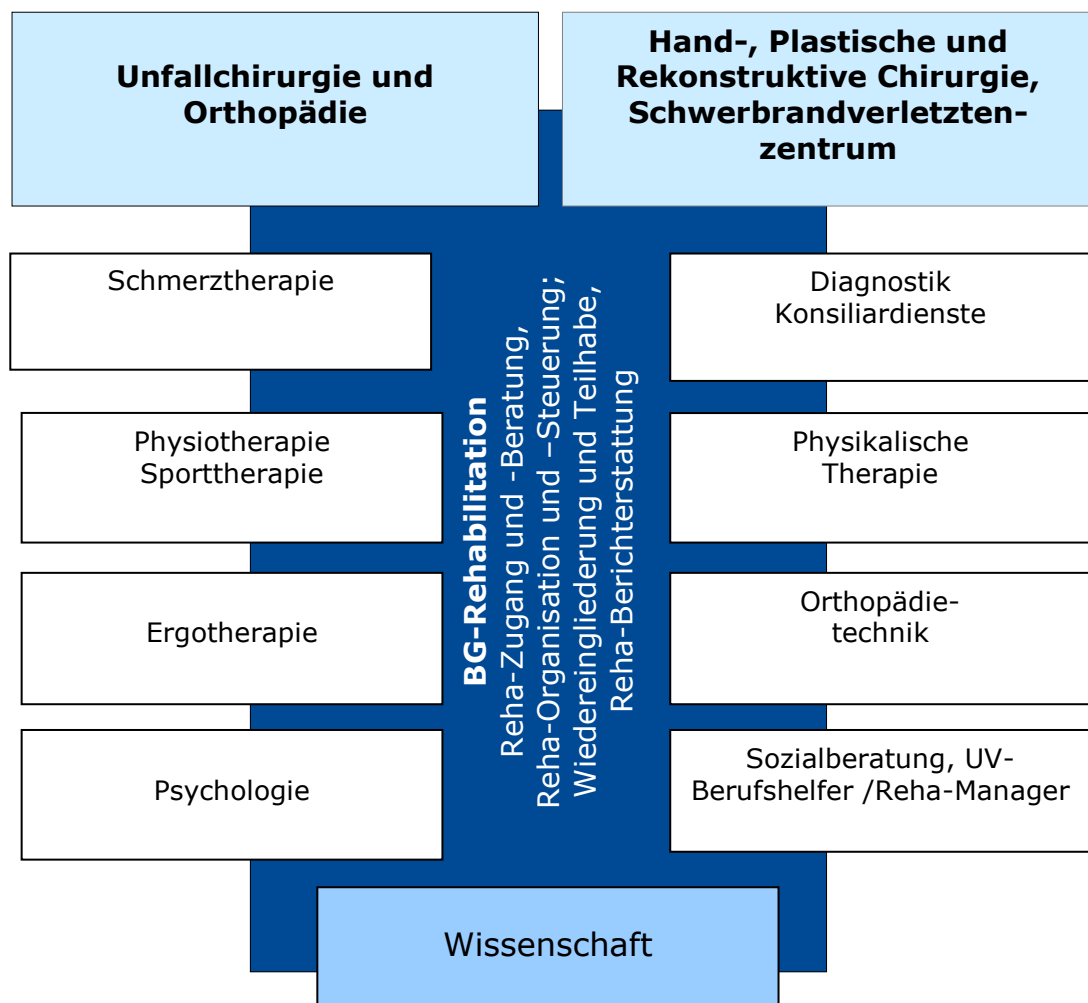 Unfallchirurgie und
Orthopädie
Hand-, Plastische und
Rekonstruktive Chirurgie,
Schwerbrandverletzten-
zentrum
Schmerztherapie
Diagnostik
Konsiliardienste
Physiotherapie
Sporttherapie
Physikalische
Therapie
Ergotherapie
Orthopädie-
technik
Psychologie
Sozialberatung, UV-
Berufshelfer /Reha-Manager
BG-Rehabilitation
Reha-Zugang und -Beratung,
Reha-Organisation und –Steuerung;
Wiedereingliederung und Teilhabe,
Reha-Berichterstattung
Wissenschaft